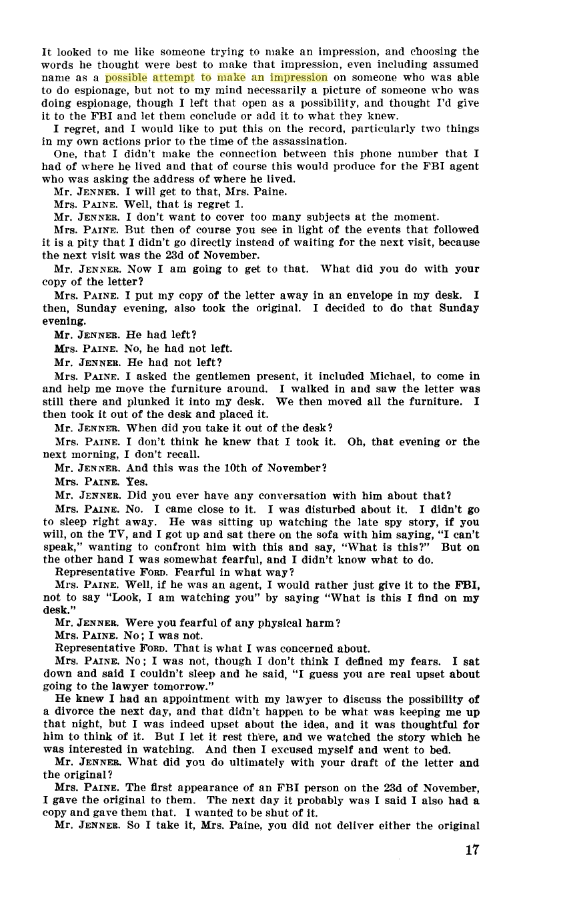 It looked to me like someone trying to make an impression, and choosing the
words he thought were best to make that impression, even including assumed
name as a possible attempt to make an impression on someone who was able
to do espionage, but not to my mind necessarily a picture of someone who was
doing espionage, though I left that open as a possibility, and thought I'd give
it to the FBI and let them conclude or add it to what they knew.
I regret, and I would like to put this on the record, particularly two things
in my own actions prior to the time of the assassination.
One, that I didn't make the connection between this phone number that I
had of where he lived and that of course this would produce for the FBI agent
who was asking the address of where he lived.
Mr. JENNER. I will get to that, Mrs. Paine.
Mrs. PAINE. Well, that is regret 1.
Mr. JENNER. I don't want to cover too many subjects at the moment.
Mrs. PAINE. But then of course you see in light of the events that followed
it is a pity that I didn't go directly instead of waiting for the next visit, because
the next visit was the 23d of November.
Mr. JENNER. Now I am going to get to that. What did you do with your
copy of the letter?
Mrs. PAINE. I put my copy of the letter away in an envelope in my desk. I
then, Sunday evening, also took the original. I decided to do that Sunday
evening.
Mr. JENNER. He had left?
Mrs. PAINE. No, he had not left.
Mr. JENNER. He had not left?
Mrs. PAINE. I asked the gentlemen present, it included Michael, to come in
and help me move the furniture around. I walked in and saw the letter was
still there and plunked it into my desk. We then moved all the furniture. I
then took it out of the desk and placed it.
Mr. JENNER. When did you take it out of the desk?
Mrs. PAINE. I don't think he knew that I took it. Oh, that evening or the
next morning, I don't recall.
Mr. JENNER. And this was the 10th of November?
Mrs. PAINE. Yes.
Mr. JENNER. Did you ever have any conversation with him about that?
Mrs. PAINE. No. I came close to it. I was disturbed about it. I didn't go
to sleep right away. He was sitting up watching the late spy story, if you
will, on the TV, and I got up and sat there on the sofa with him saying, "I can't
speak," wanting to confront him with this and say, "What is this?" But on
the other hand I was somewhat fearful, and I didn't know what to do.
Representative FORD. Fearful in what way?
Mrs. PAINE. Well, if he was an agent, I would rather just give it to the FBI,
not to say "Look, I am watching you" by saying "What is this I find on my
desk."
Mr. JENNER. Were you fearful of any physical harm?
Mrs. PAINE. No; I was not.
Representative FORD. That is what I was concerned about.
Mrs. PAINE. No; I was not, though I don't think I defined my fears. I sat
down and said I couldn't sleep and he said, "I guess you are real upset about
going to the lawyer tomorrow."
He knew I had an appointment with my lawyer to discuss the possibility of
a divorce the next day, and that didn't happen to be what was keeping me up
that night, but I was indeed upset about the idea, and it was thoughtful for
him to think of it. But I let it rest there, and we watched the story which he
was interested in watching. And then I excused myself and went to bed.
Mr. JENNER. What did you do ultimately with your draft of the letter and
the original?
Mrs. PAINE. The first appearance of an FBI person on the 23d of November,
I gave the original to them. The next day it probably was I said I also had a
copy and gave them that. I wanted to be shut of it.
Mr. JENNER. So I take it, Mrs. Paine, you did not deliver either the original
17